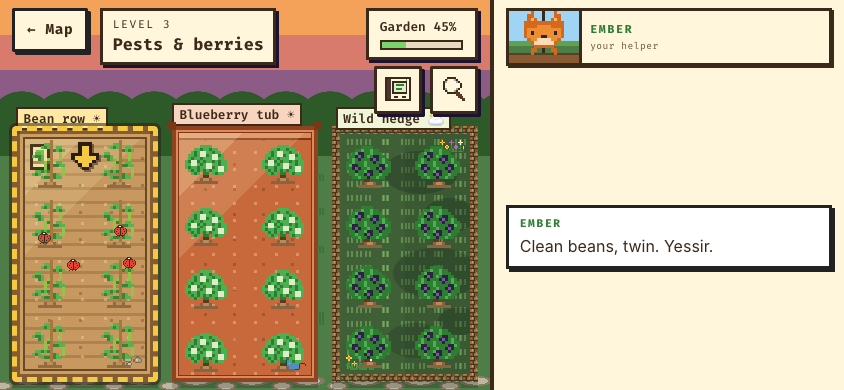 ← Map
LEVEL 3
Pests & berries
Garden 45%
Bean row ☀
Blueberry tub ☀
Wild hedge
EMBER
your helper
EMBER
Clean beans, twin. Yessir.